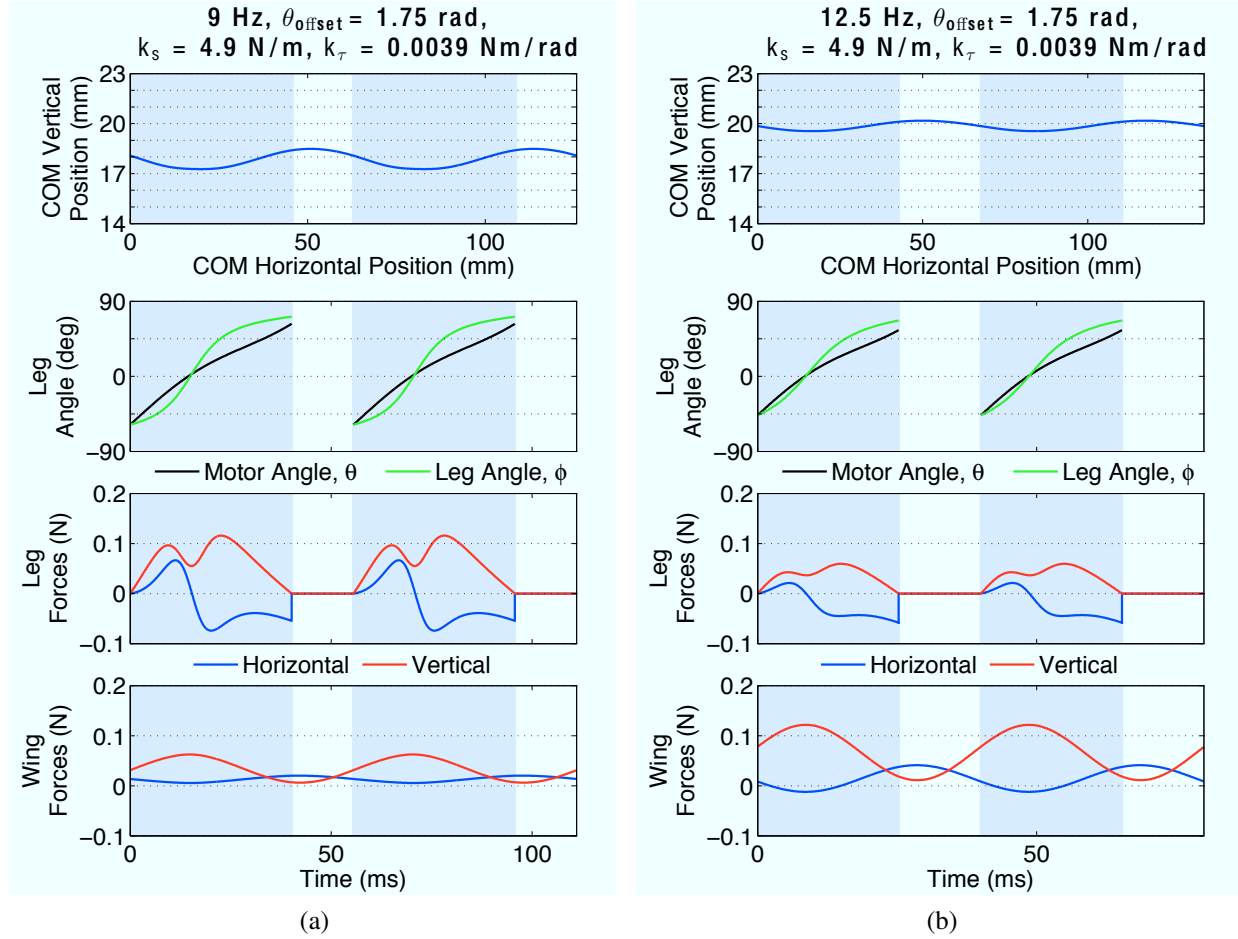 9 Hz, θoffset = 1.75 rad,
ks = 4.9 N/m, kτ = 0.0039 Nm/rad
COM Vertical
Position (mm)
23
20
17
14
0
50
100
COM Horizontal Position (mm)
Leg
Angle (deg)
90
0
−90
Motor Angle, θ
Leg Angle, ϕ
Leg
Forces (N)
0.2
0.1
0
−0.1
Horizontal
Vertical
Wing
Forces (N)
0.2
0.1
0
−0.1
0
50
100
Time (ms)
(a)
12.5 Hz, θoffset = 1.75 rad,
ks = 4.9 N/m, kτ = 0.0039 Nm/rad
COM Vertical
Position (mm)
23
20
17
14
0
50
100
COM Horizontal Position (mm)
Leg
Angle (deg)
90
0
−90
Motor Angle, θ
Leg Angle, ϕ
Leg
Forces (N)
0.2
0.1
0
−0.1
Horizontal
Vertical
Wing
Forces (N)
0.2
0.1
0
−0.1
0
50
Time (ms)
(b)